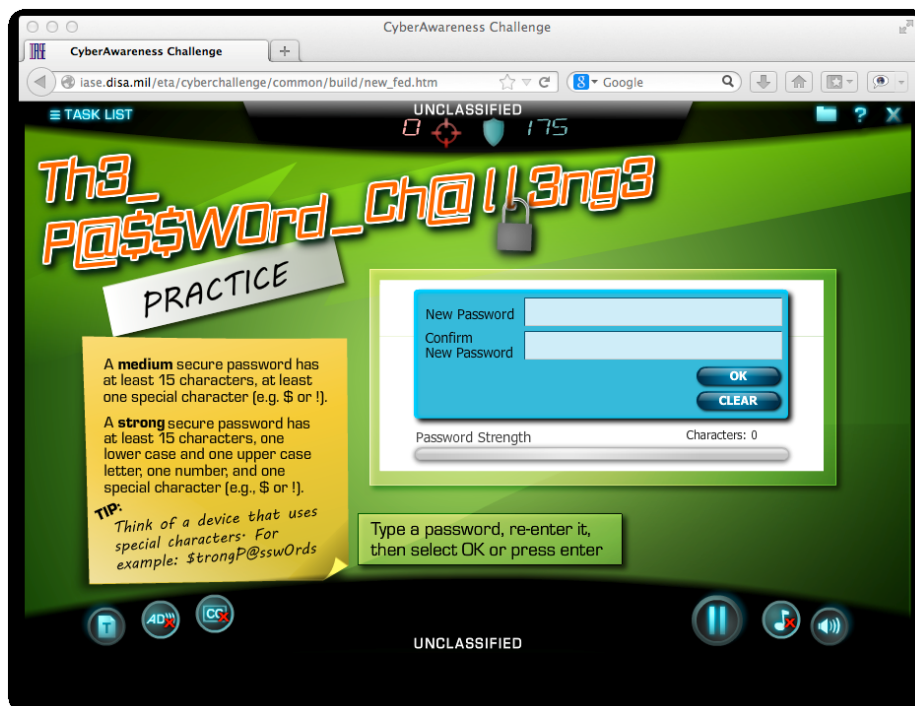 CyberAwareness Challenge
CyberAwareness Challenge
iase.disa.mil/eta/cyberchallenge/common/build/new_fed.htm
Google
TASK LIST
UNCLASSIFIED
0 175
? X
Th3_
P@$$W0rd_Ch@ll3ng3
PRACTICE
New Password
Confirm
New Password
OK
CLEAR
Password Strength
Characters: 0
A medium secure password has
at least 15 characters, at least
one special character (e.g. $ or !).
A strong secure password has
at least 15 characters, one
lower case and one upper case
letter, one number, and one
special character (e.g., $ or !).
TIP:
Think of a device that uses
special characters. For
example: $trongP@ssw0rds
Type a password, re-enter it,
then select OK or press enter
T
AD
CC
UNCLASSIFIED